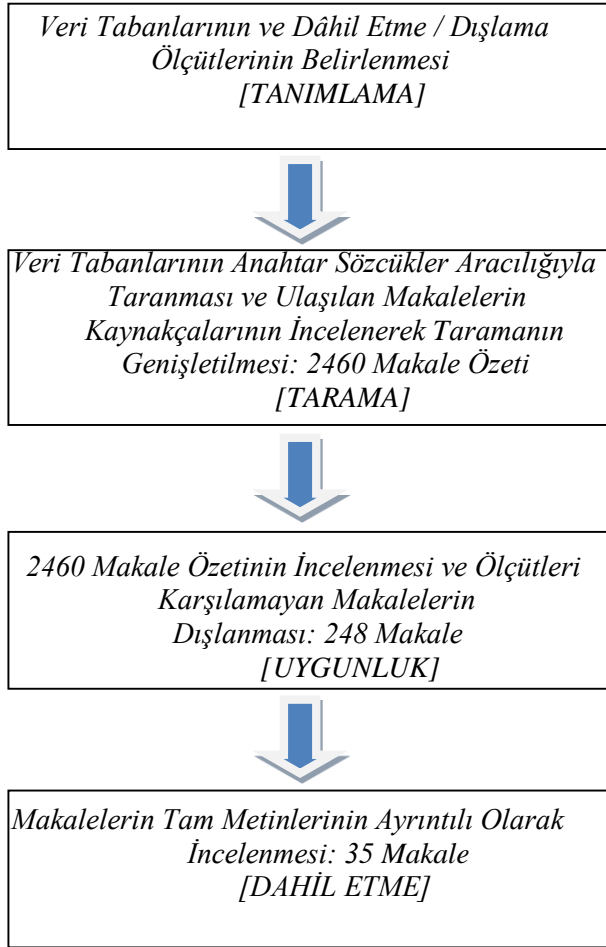 Veri Tabanlarının ve Dâhil Etme / Dışlama
Ölçütlerinin Belirlenmesi
[TANIMLAMA]
Veri Tabanlarının Anahtar Sözcükler Aracılığıyla
Taranması ve Ulaşılan Makalelerin
Kaynakçalarının İncelenerek Taramanın
Genişletilmesi: 2460 Makale Özeti
[TARAMA]
2460 Makale Özetinin İncelenmesi ve Ölçütleri
Karşılamayan Makalelerin
Dışlanması: 248 Makale
[UYGUNLUK]
Makalelerin Tam Metinlerinin Ayrıntılı Olarak
İncelenmesi: 35 Makale
[DAHİL ETME]